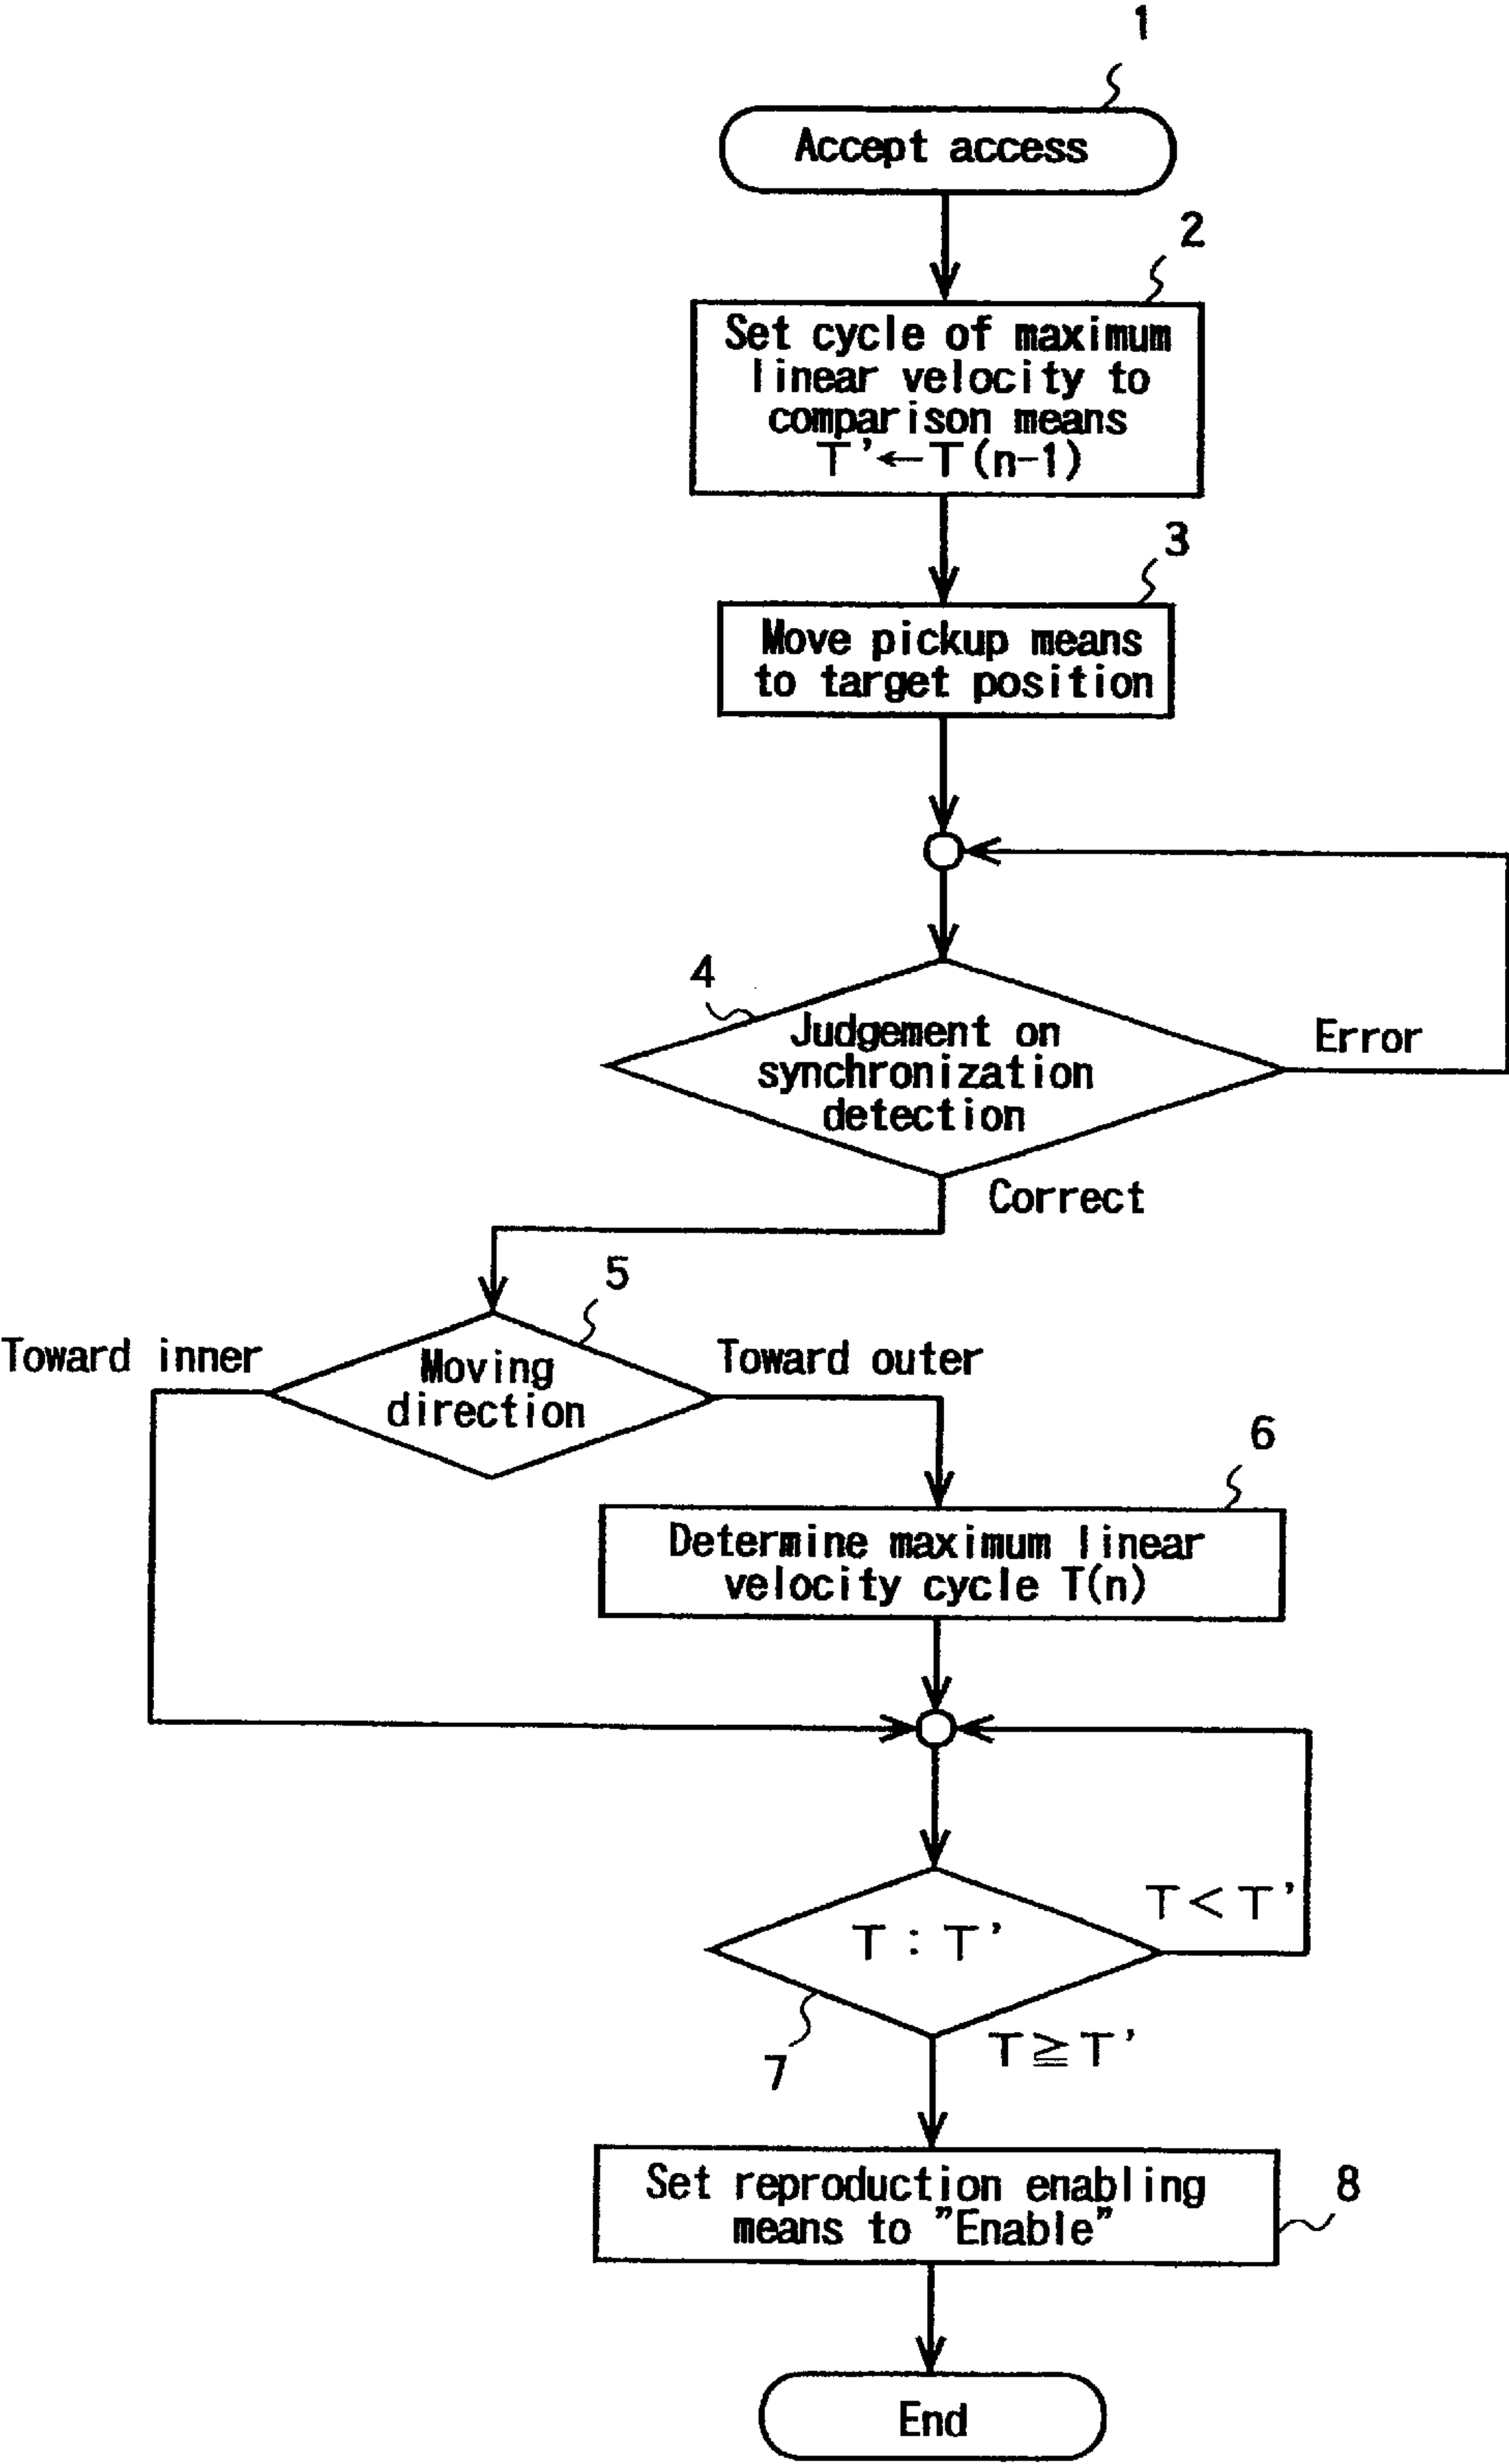 1
Accept access
2
Set cycle of maximum
linear velocity to
comparison means
T'←T(n-1)
3
Move pickup means
to target position
4
Judgement on
synchronization
detection
Error
Correct
5
Toward inner
Moving
direction
Toward outer
6
Determine maximum linear
velocity cycle T(n)
T<T'
T : T'
7
T≧T'
Set reproduction enabling
means to "Enable"
8
End